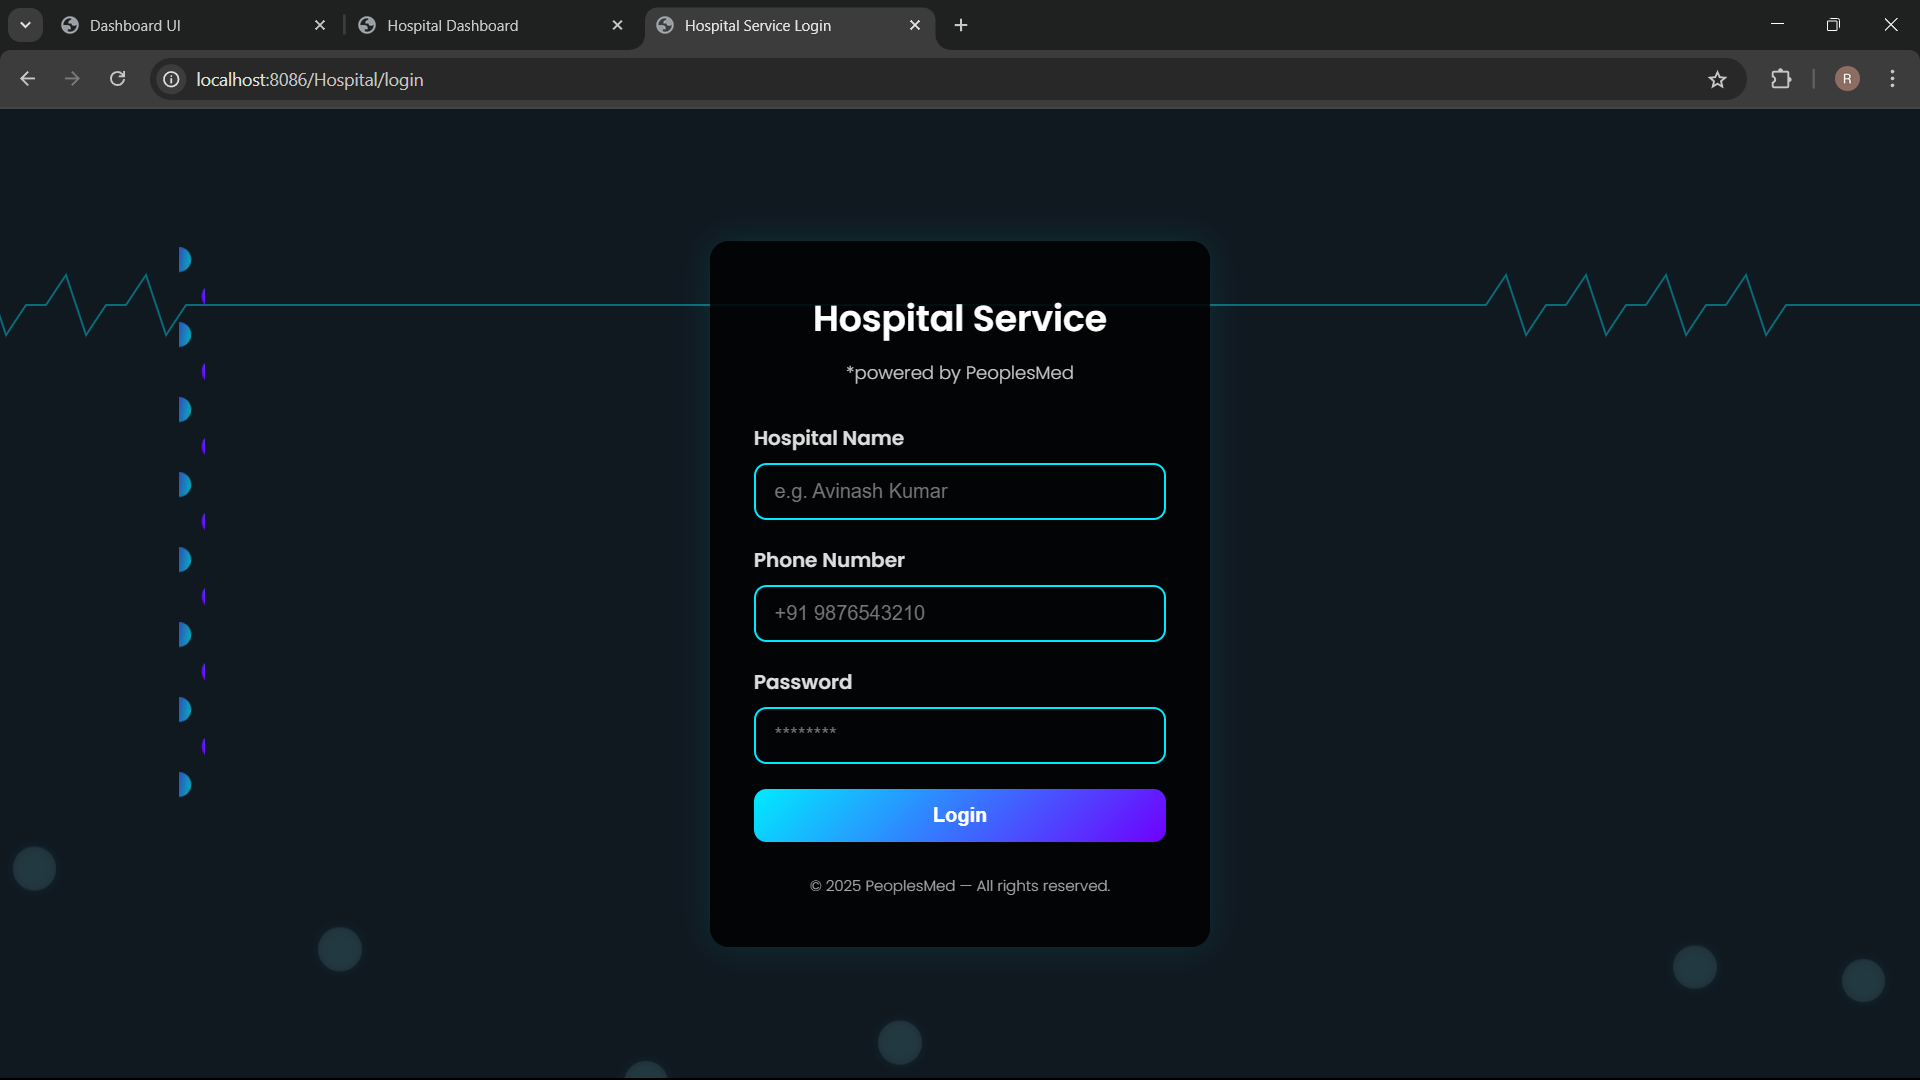 Dashboard UI
Hospital Dashboard
Hospital Service Login
localhost:8086/Hospital/login
R
Hospital Service
*powered by PeoplesMed
Hospital Name
e.g. Avinash Kumar
Phone Number
+91 9876543210
Password
********
Login
© 2025 PeoplesMed — All rights reserved.